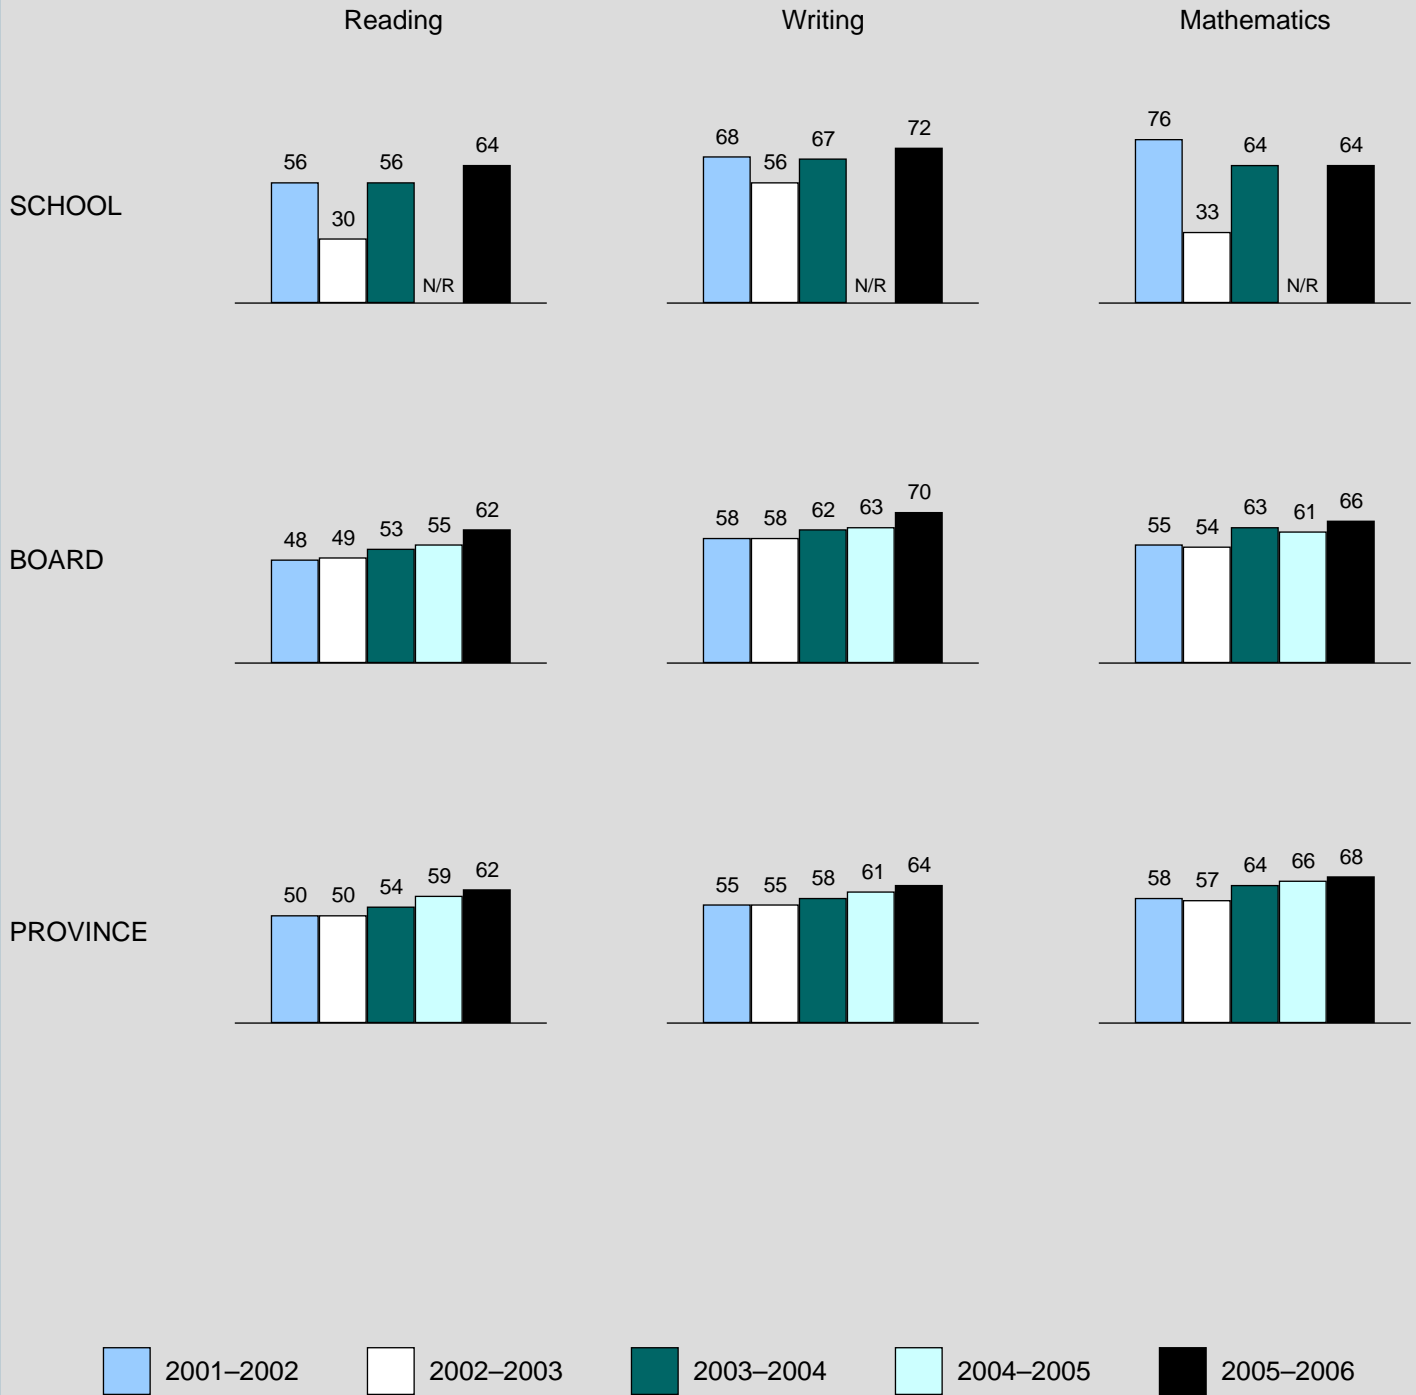 Reading Writing Mathematics
76
72
68 67
64 64 64
56 56 56
SCHOOL
30 33
N/R N/R N/R
70
62 62 63 63 61 66
58 58
53 55 55 54
48 49
BOARD
62 64 64 66 68
59 61
54 58 58 57
50 50 55 55
PROVINCE
2001–2002 2002–2003 2003–2004 2004–2005 2005–2006